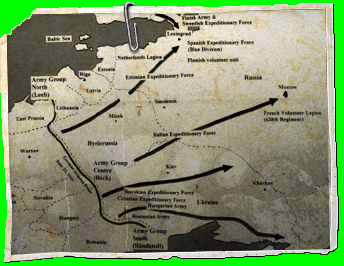 Finish Army &
Swedish Expeditionary Force
Baltic Sea
Leningrad
Spanish Expeditionary Force
(Blue Division)
Netherlands Legion
Flemish volunteer unit
Estonia
Estonian Expeditionary Force
Riga
Latvia
Russia
Army Group
North
(Leeb)
Moscow
Lithuania
Smolensk
French Volunteer Legion
(638th Regiment)
East Prussia
Minsk
Italian Expeditionary Force
Byelorussia
Warsaw
Army Group
Centre
(Bock)
Kiev
Kharkov
Slovakia
Slovakian Expeditionary Force
Croatian Expeditionary Force
Hungarian Army
Ukraine
Hungary
Romanian Army
Romania
Army Group
South
(Rundstedt)